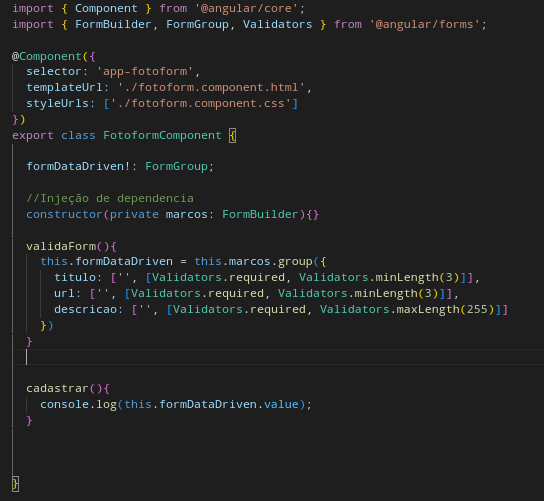 import { Component } from '@angular/core';
import { FormBuilder, FormGroup, Validators } from '@angular/forms';
@Component({
selector: 'app-fotoform',
templateUrl: './fotoform.component.html',
styleUrls: ['./fotoform.component.css']
})
export class FotoformComponent {
formDataDriven!: FormGroup;
//Injeção de dependencia
constructor(private marcos: FormBuilder){}
validaForm(){
this.formDataDriven = this.marcos.group({
titulo: ['', [Validators.required, Validators.minLength(3)]],
url: ['', [Validators.required, Validators.minLength(3)]],
descricao: ['', [Validators.required, Validators.maxLength(255)]]
})
}
cadastrar(){
console.log(this.formDataDriven.value);
}
}